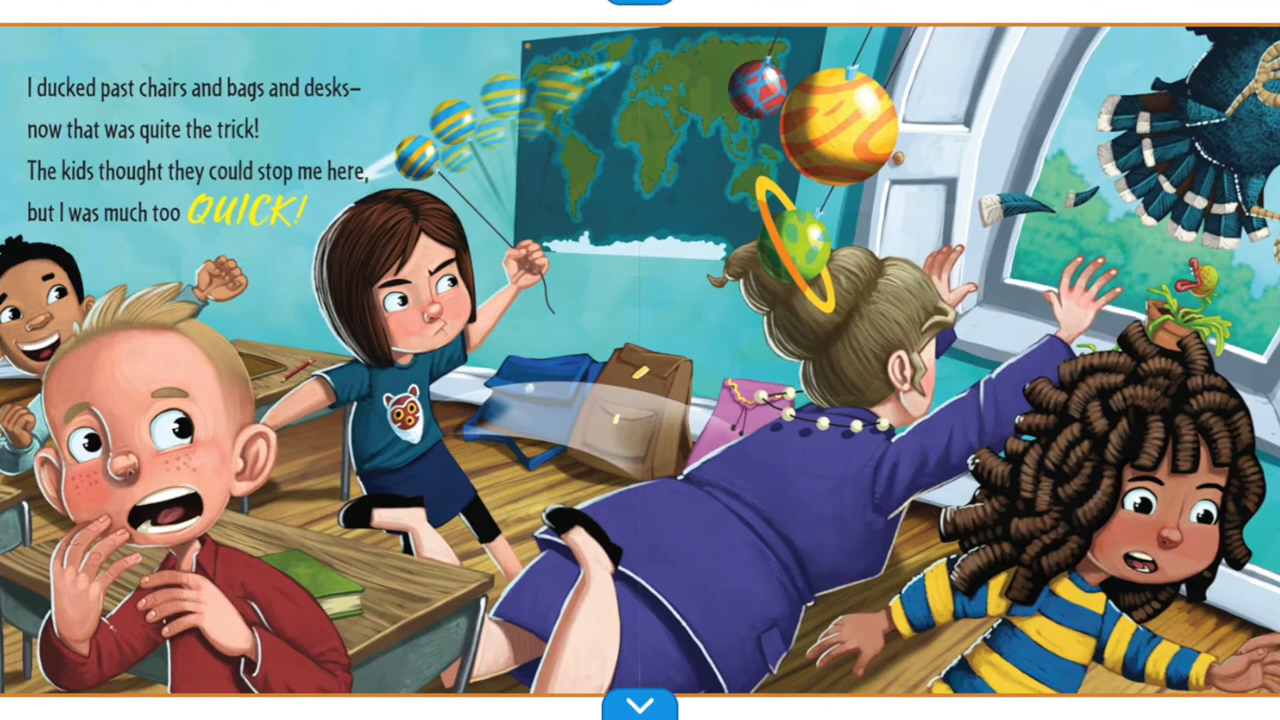 I ducked past chairs and bags and desks–
now that was quite the trick!
The kids thought they could stop me here,
but I was much too QUICK!